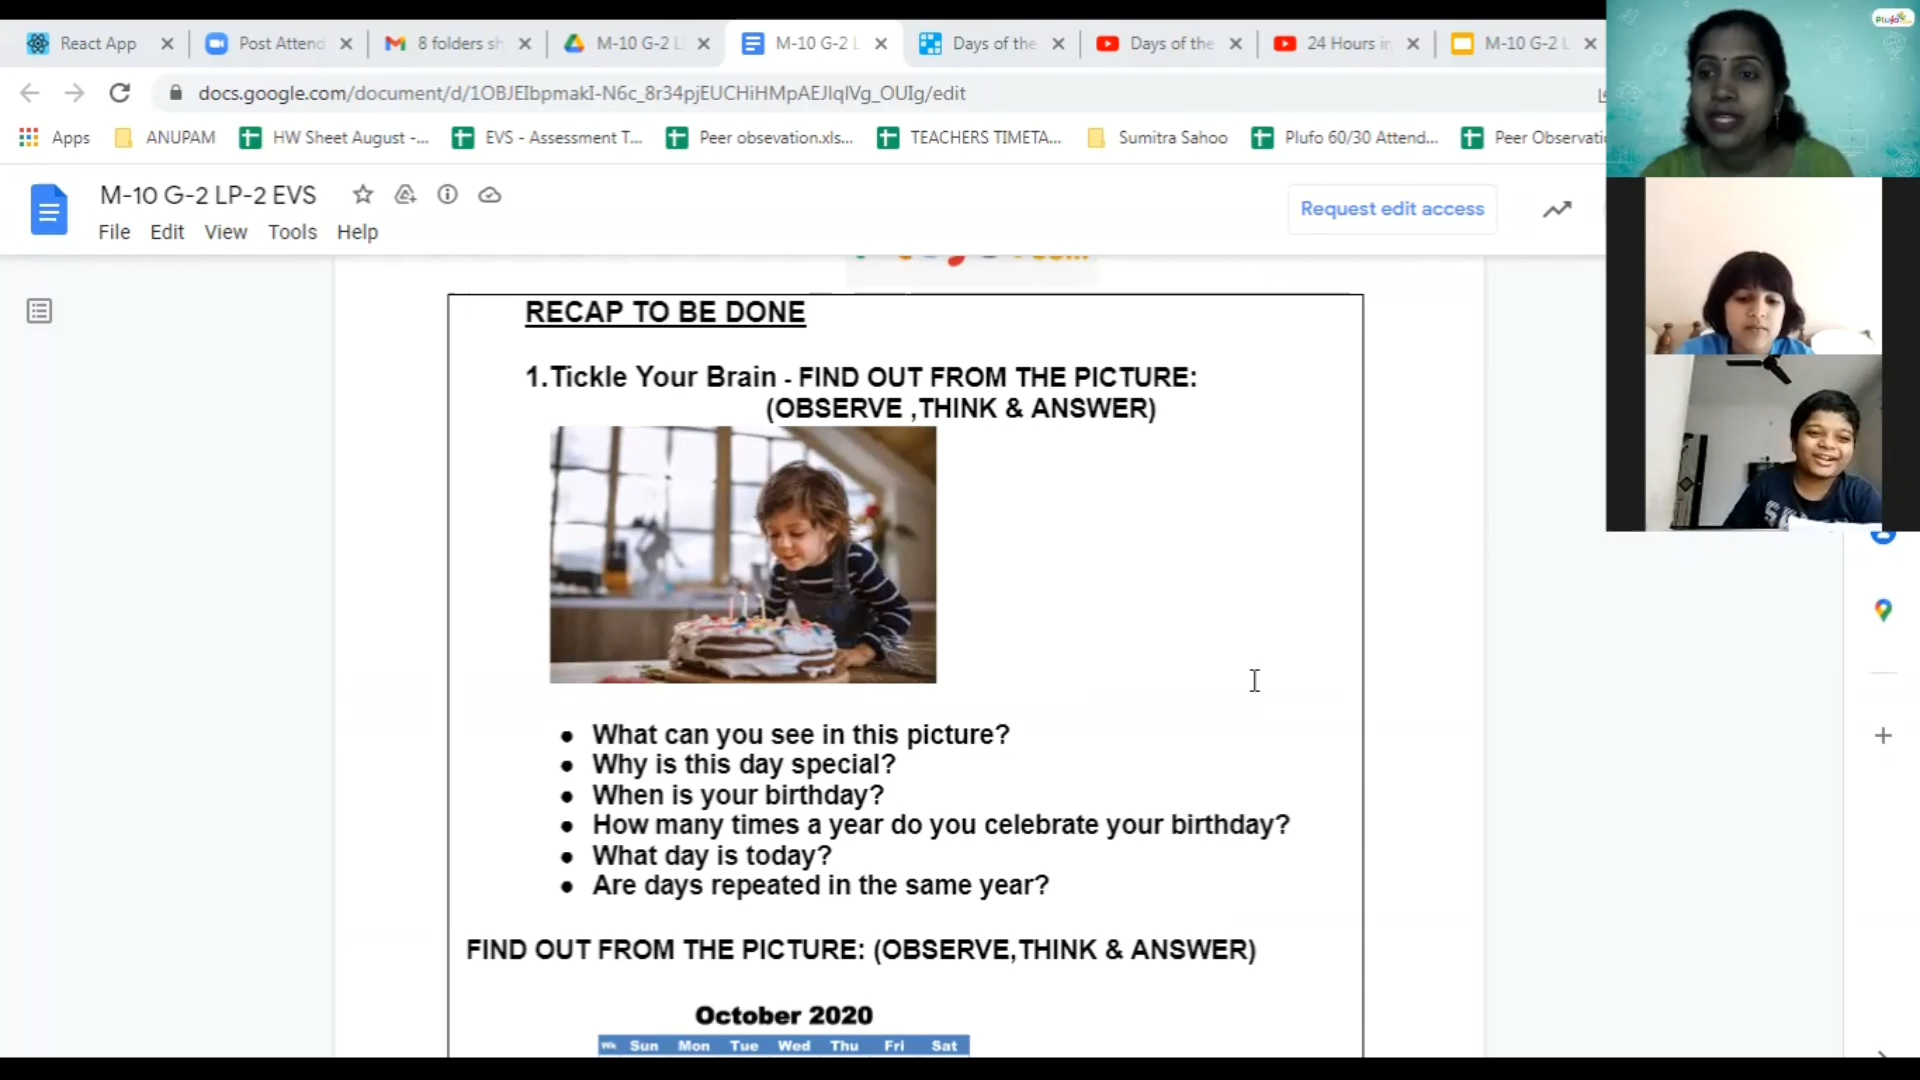 React App
Post Attend
8 folders sh
M-10 G-2 L
M-10 G-2 L
Days of the
Days of the
24 Hours in
M-10 G-2 L
docs.google.com/document/d/1OBJEIbpmakI-N6c_8r34pjEUCHiHMpAEJlqlVg_OUIg/edit
Apps
ANUPAM
HW Sheet August -...
EVS - Assessment T...
Peer obsevation.xls...
TEACHERS TIMETA...
Sumitra Sahoo
Plufo 60/30 Attend...
Peer Observati
M-10 G-2 LP-2 EVS
File Edit View Tools Help
Request edit access
RECAP TO BE DONE
1.Tickle Your Brain - FIND OUT FROM THE PICTURE:
(OBSERVE ,THINK & ANSWER)
● What can you see in this picture?
● Why is this day special?
● When is your birthday?
● How many times a year do you celebrate your birthday?
● What day is today?
● Are days repeated in the same year?
FIND OUT FROM THE PICTURE: (OBSERVE,THINK & ANSWER)
October 2020
Wk Sun Mon Tue Wed Thu Fri Sat